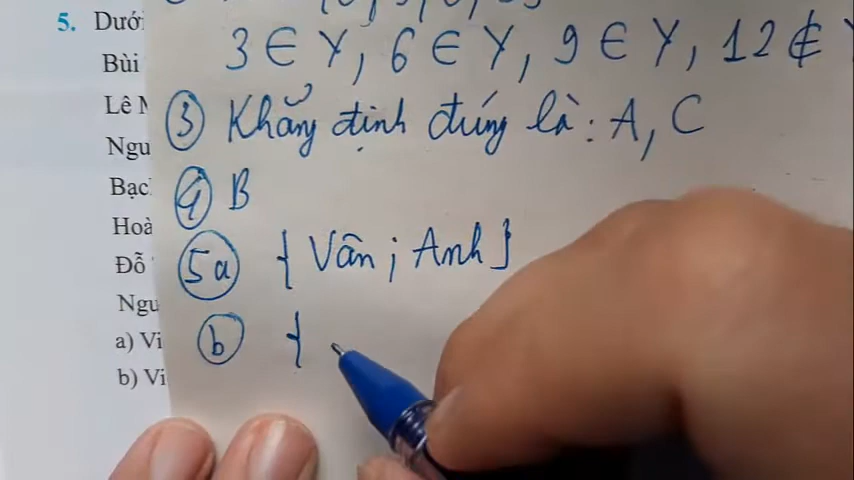 5. Dưới
Bùi
3 ∈ Y, 6 ∈ Y, 9 ∈ Y, 12 ∉ Y
Lê
③ Khẳng định đúng là: A, C
Ngu
Bạc
④ B
Hoà
5a { Vân ; Anh }
Đỗ
Ngu
a) Vi
b {
b) Vi